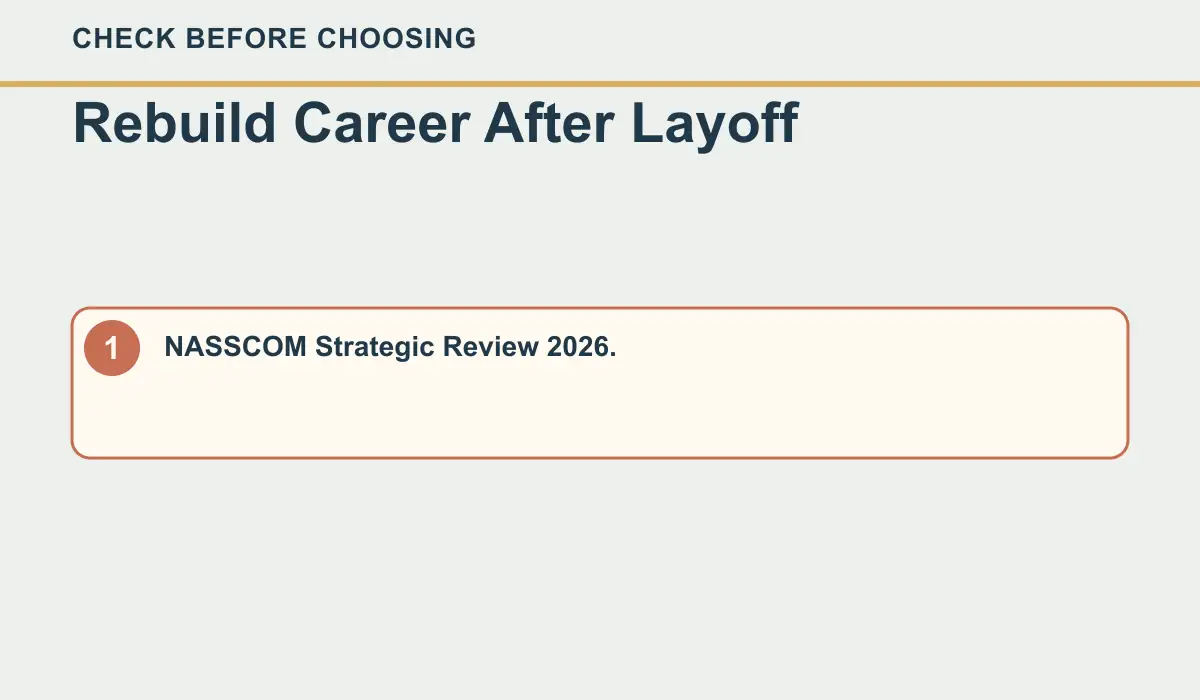 CHECK BEFORE CHOOSING
Rebuild Career After Layoff
1 NASSCOM Strategic Review 2026.